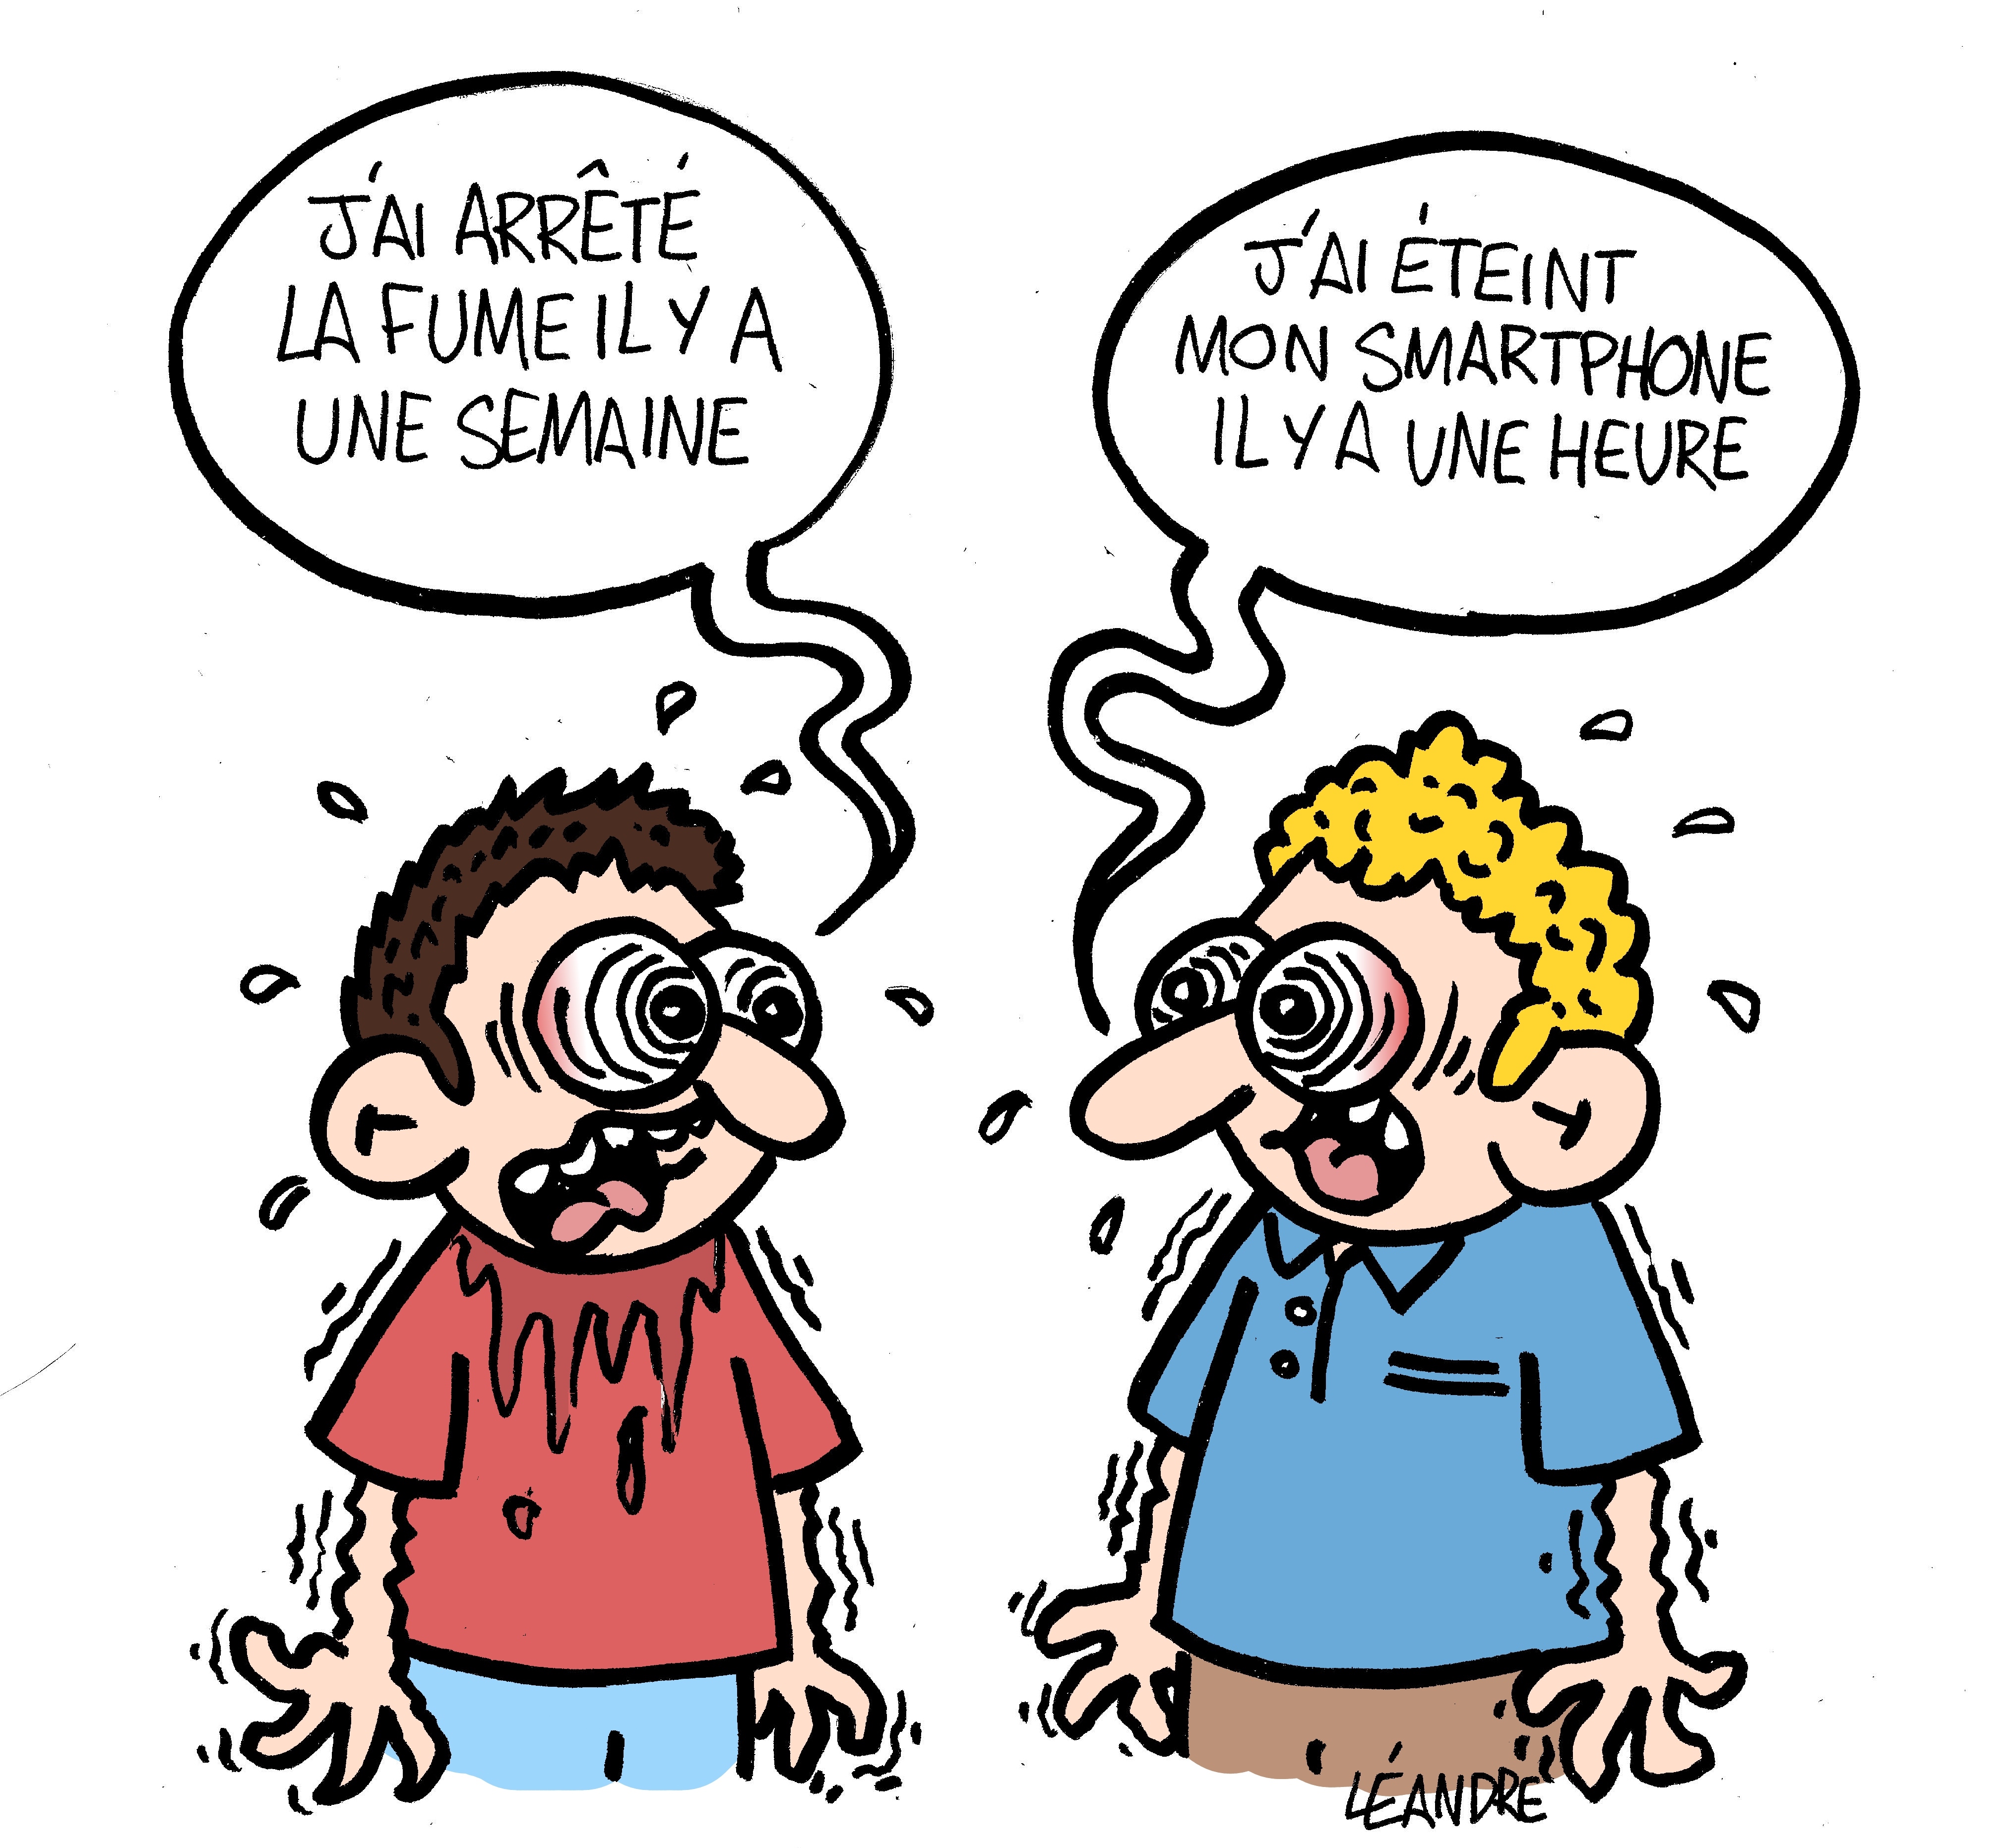 J'AI ARRÊTÉ
LA FUME IL Y A
UNE SEMAINE
J'AI ÉTEINT
MON SMARTPHONE
IL Y A UNE HEURE
LÉANDRE